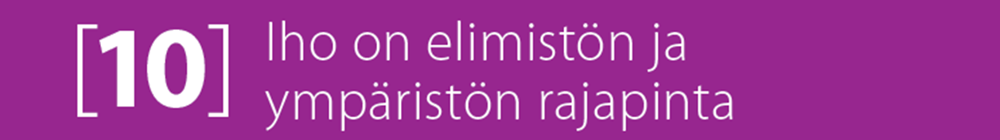 [10] Iho on elimistön ja
ympäristön rajapinta